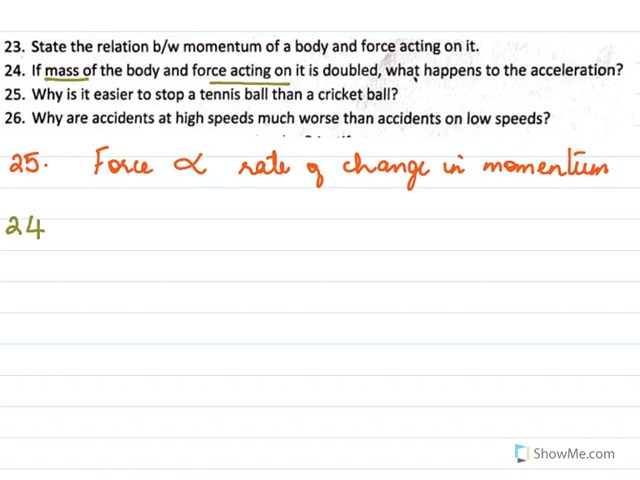 23. State the relation b/w momentum of a body and force acting on it.
24. If mass of the body and force acting on it is doubled, what happens to the acceleration?
25. Why is it easier to stop a tennis ball than a cricket ball?
26. Why are accidents at high speeds much worse than accidents on low speeds?
25. Force ∝ rate of change in momentum
24
ShowMe.com